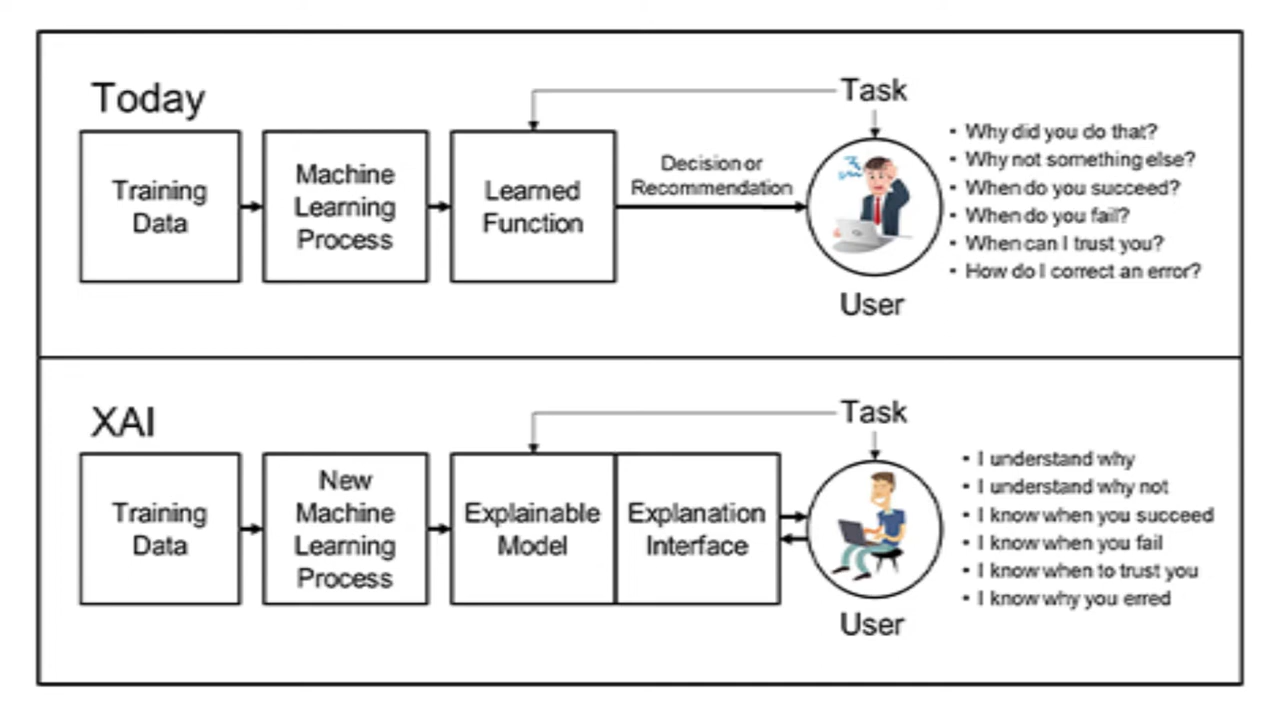 Today
Training
Data
Machine
Learning
Process
Learned
Function
Decision or
Recommendation
Task
User
• Why did you do that?
• Why not something else?
• When do you succeed?
• When do you fail?
• When can I trust you?
• How do I correct an error?
XAI
Training
Data
New
Machine
Learning
Process
Explainable
Model
Explanation
Interface
Task
User
• I understand why
• I understand why not
• I know when you succeed
• I know when you fail
• I know when to trust you
• I know why you erred